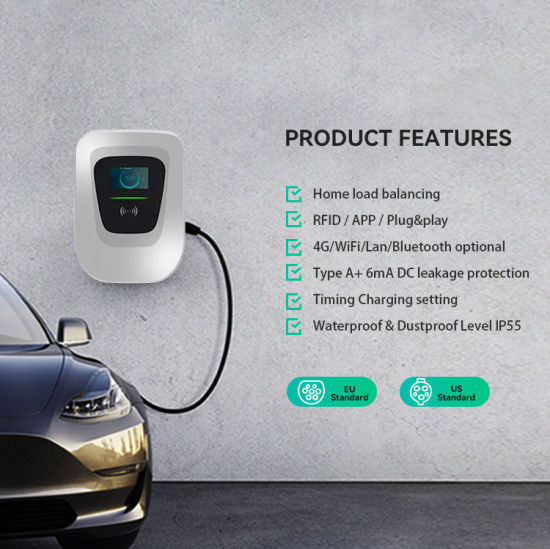 PRODUCT FEATURES
Home load balancing
RFID / APP / Plug&play
4G/WiFi/Lan/Bluetooth optional
Type A+ 6mA DC leakage protection
Timing Charging setting
Waterproof & Dustproof Level IP55
EU
Standard
US
Standard